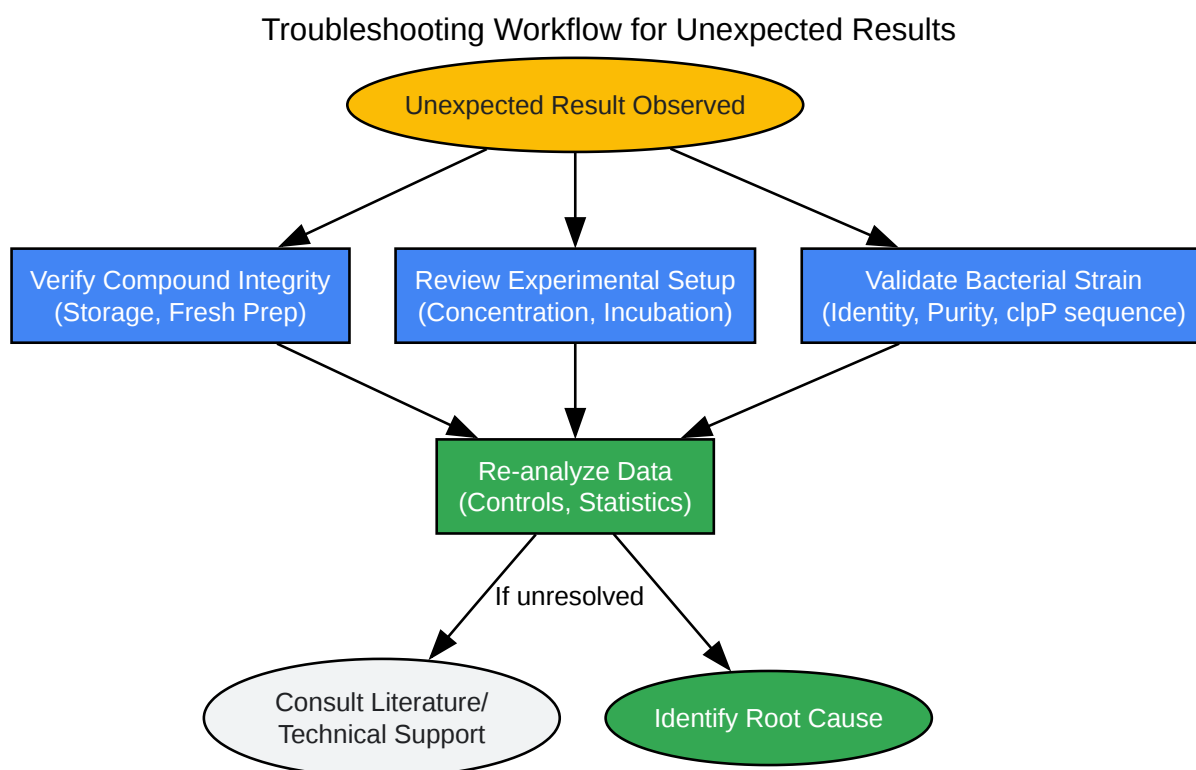 Troubleshooting Workflow for Unexpected Results
Unexpected Result Observed
Verify Compound Integrity
(Storage, Fresh Prep)
Review Experimental Setup
(Concentration, Incubation)
Validate Bacterial Strain
(Identity, Purity, clpP sequence)
Re-analyze Data
(Controls, Statistics)
If unresolved
Consult Literature/
Technical Support
Identify Root Cause